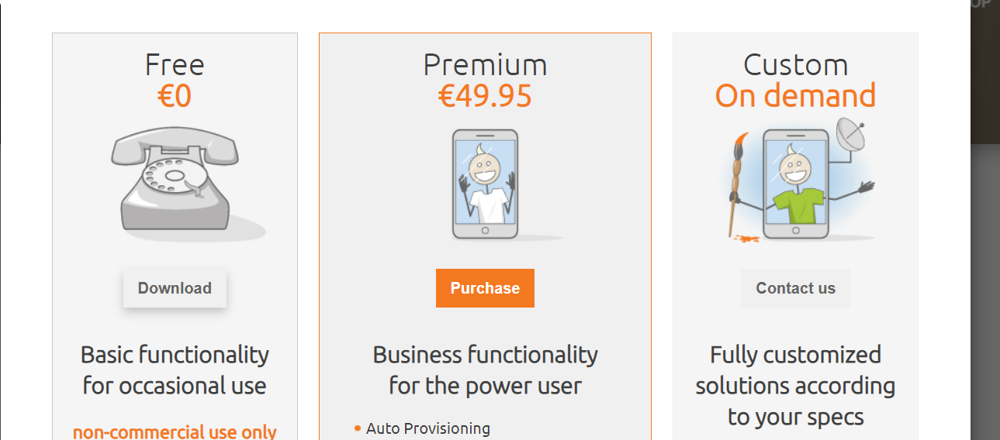 Free
€0
Download
Basic functionality
for occasional use
non-commercial use only
Premium
€49.95
Purchase
Business functionality
for the power user
Auto Provisioning
Custom
On demand
Contact us
Fully customized
solutions according
to your specs